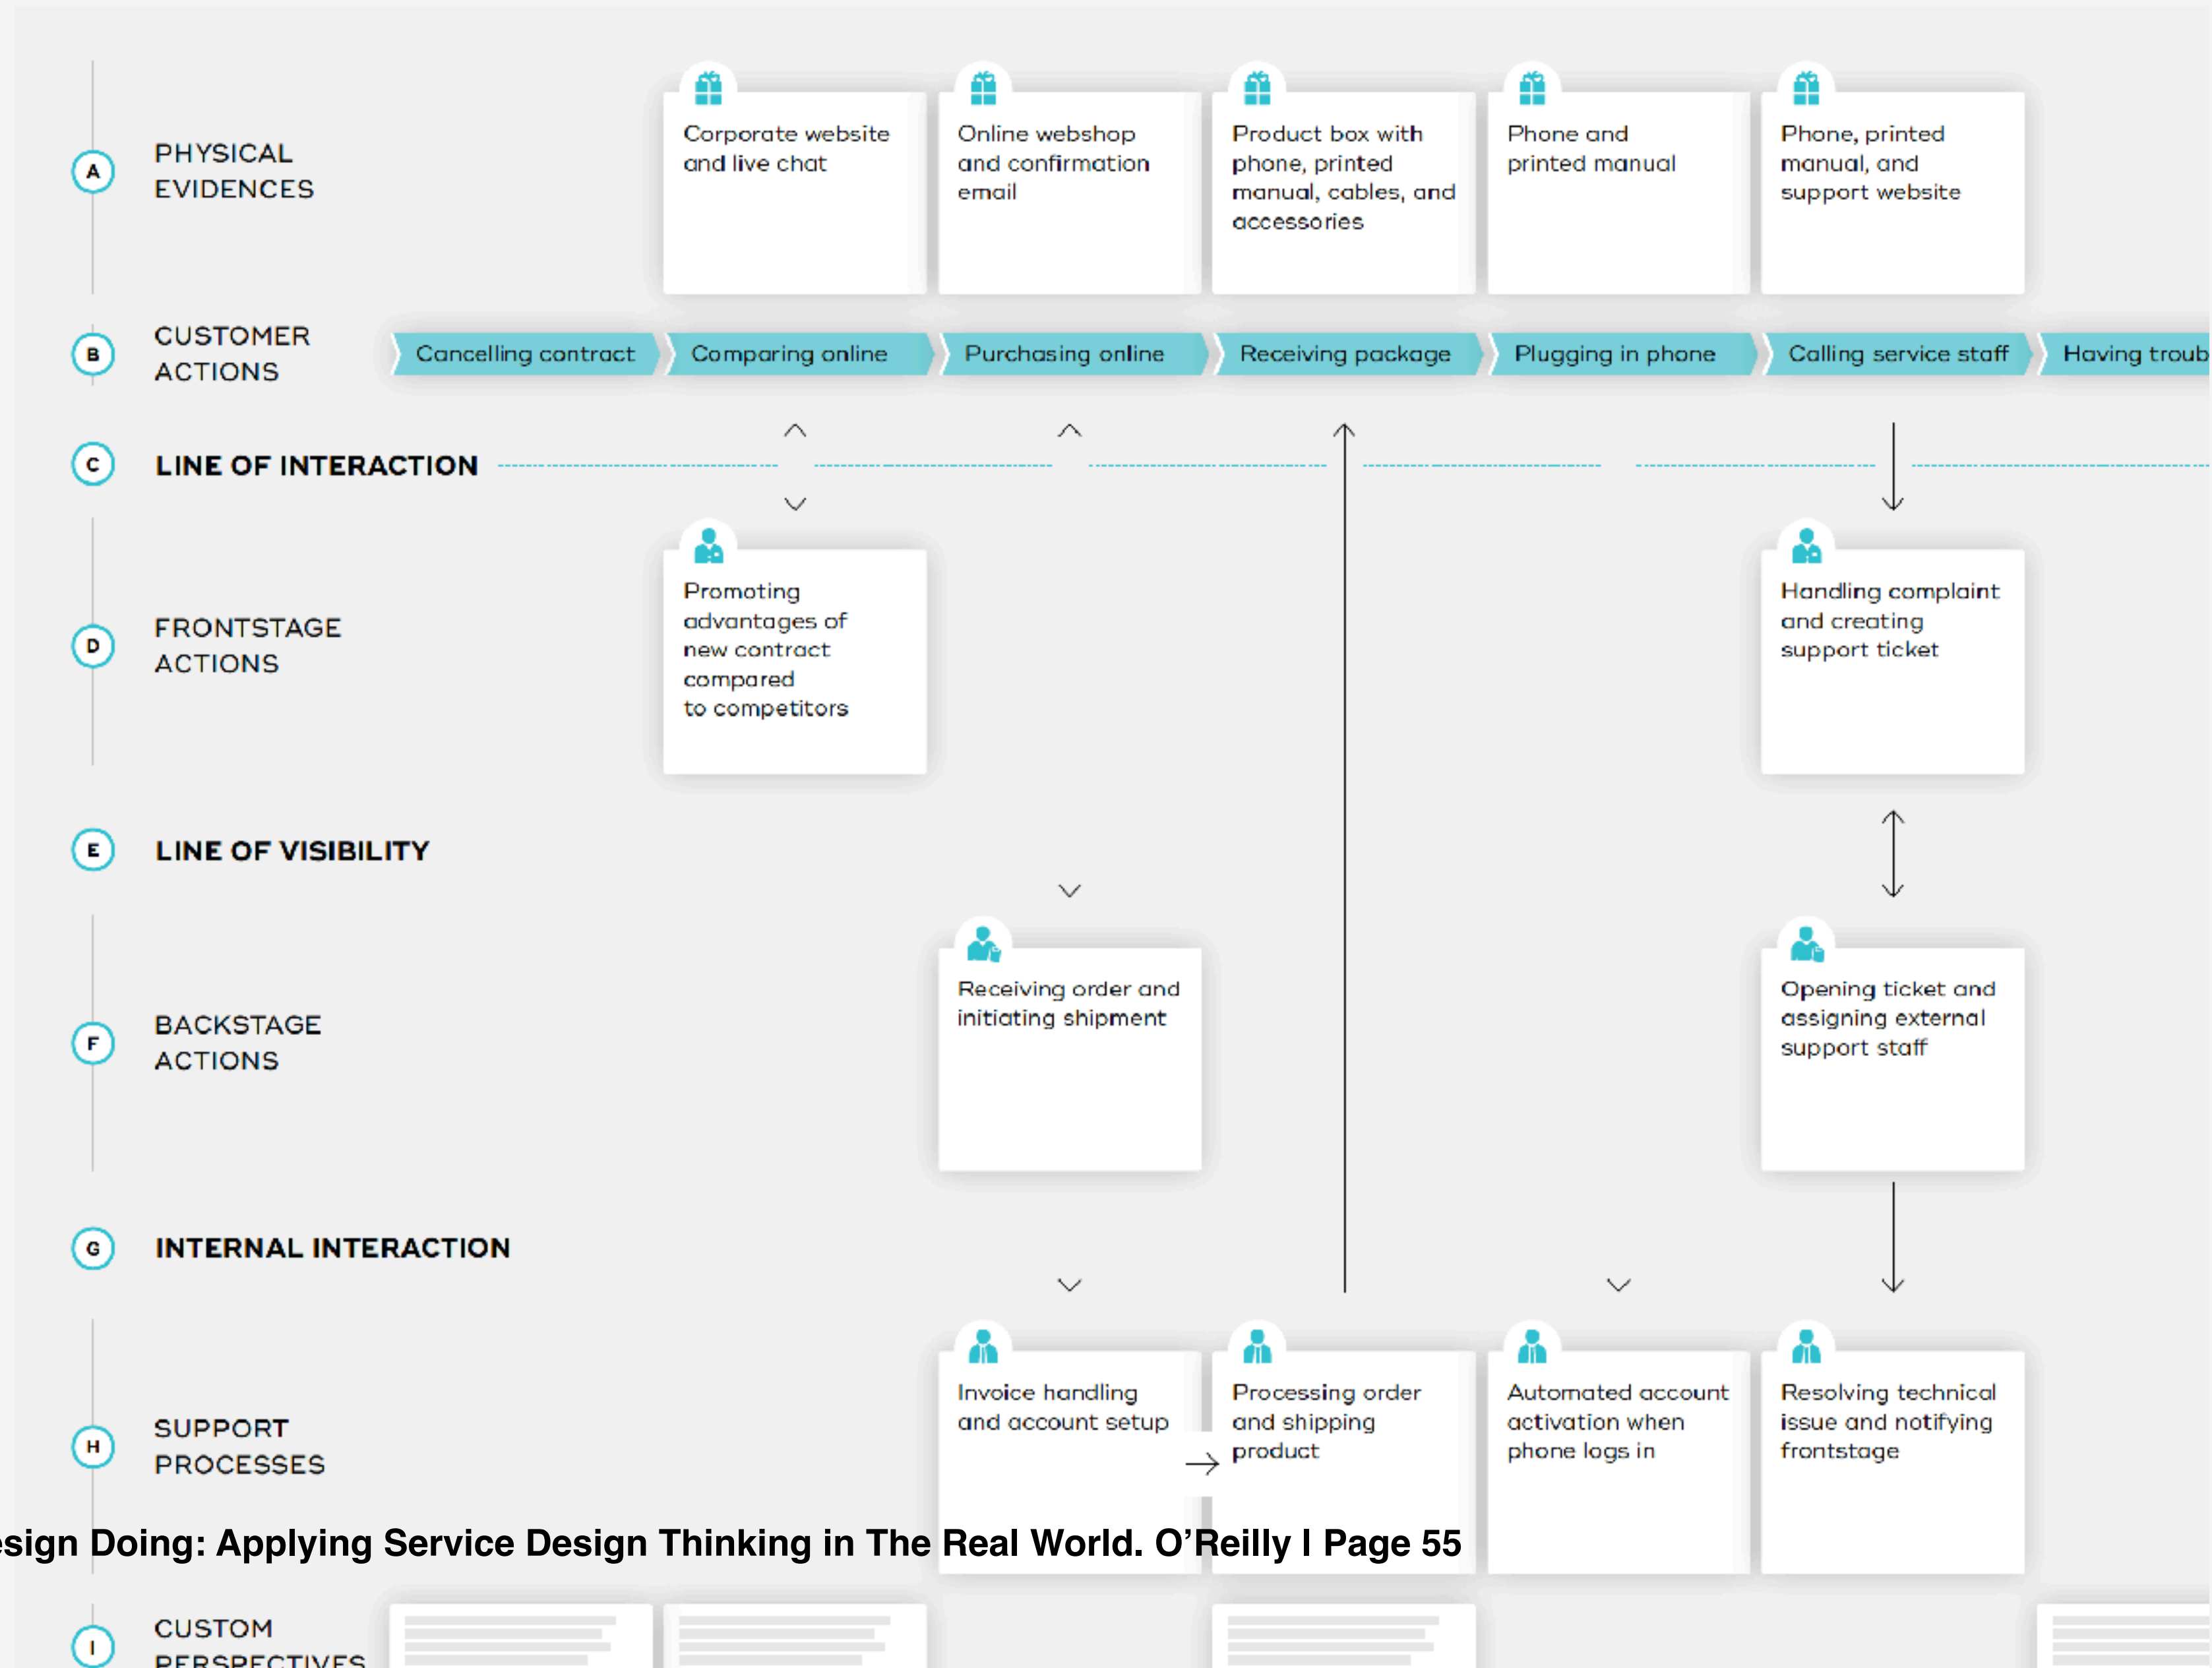 A
PHYSICAL
EVIDENCES
Corporate website
and live chat
Online webshop
and confirmation
email
Product box with
phone, printed
manual, cables, and
accessories
Phone and
printed manual
Phone, printed
manual, and
support website
B
CUSTOMER
ACTIONS
Cancelling contract
Comparing online
Purchasing online
Receiving package
Plugging in phone
Calling service staff
Having troub
C
LINE OF INTERACTION
D
FRONTSTAGE
ACTIONS
Promoting
advantages of
new contract
compared
to competitors
Handling complaint
and creating
support ticket
E
LINE OF VISIBILITY
F
BACKSTAGE
ACTIONS
Receiving order and
initiating shipment
Opening ticket and
assigning external
support staff
G
INTERNAL INTERACTION
H
SUPPORT
PROCESSES
Invoice handling
and account setup
Processing order
and shipping
product
Automated account
activation when
phone logs in
Resolving technical
issue and notifying
frontstage
esign Doing: Applying Service Design Thinking in The Real World. O'Reilly I Page 55
I
CUSTOM
PERSPECTIVES